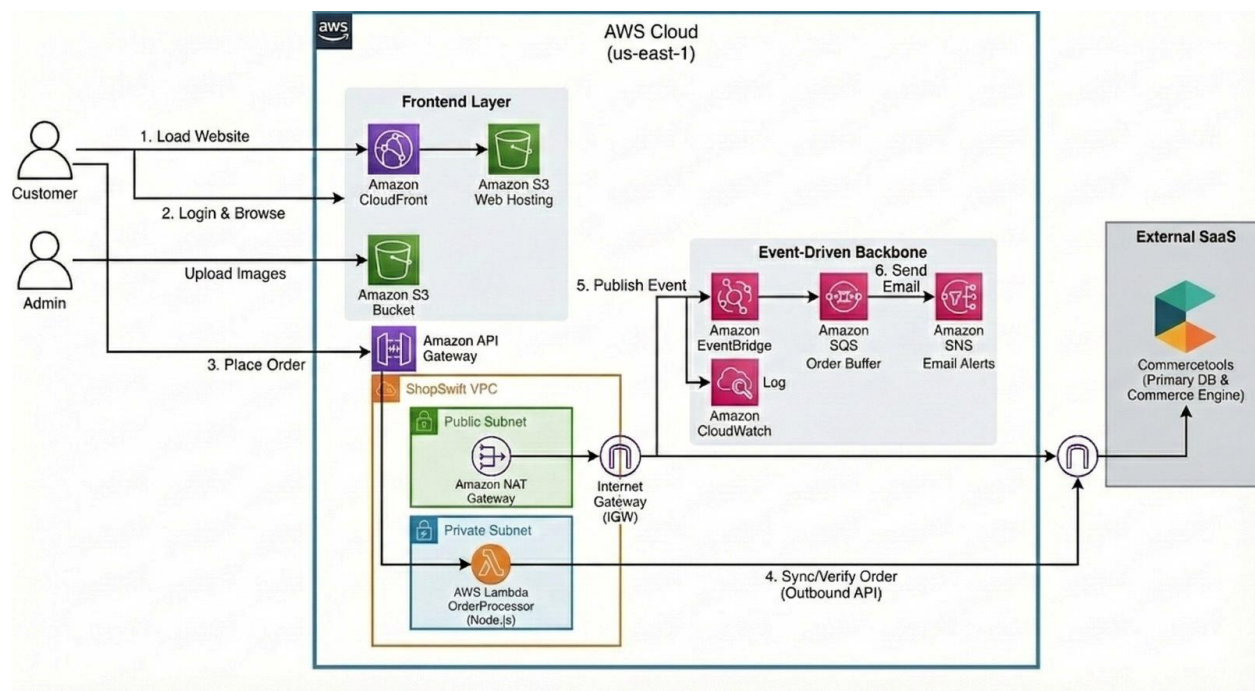 aws
AWS Cloud
(us-east-1)
Frontend Layer
1. Load Website
Customer
Amazon
CloudFront
Amazon S3
Web Hosting
2. Login & Browse
Admin
Upload Images
Amazon S3
Bucket
3. Place Order
Amazon API
Gateway
ShopSwift VPC
Public Subnet
Amazon NAT
Gateway
Internet
Gateway
(IGW)
Private Subnet
AWS Lambda
OrderProcessor
(Node.js)
4. Sync/Verify Order
(Outbound API)
Event-Driven Backbone
5. Publish Event
Amazon
EventBridge
6. Send
Email
Amazon
SQS
Order Buffer
Amazon
SNS
Email Alerts
Log
Amazon
CloudWatch
External SaaS
Commercetools
(Primary DB &
Commerce Engine)